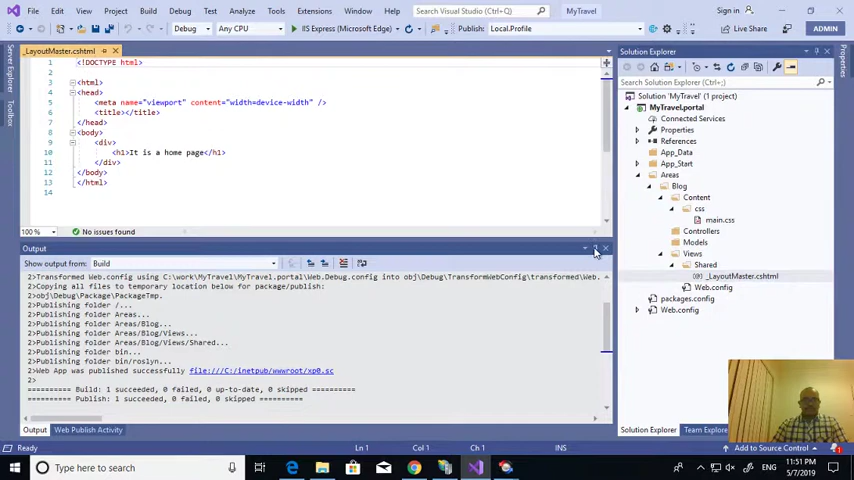 File Edit View Project Build Debug Test Analyze Tools Extensions Window Help Search Visual Studio (Ctrl+Q) MyTravel Sign in
Debug Any CPU IIS Express (Microsoft Edge) Publish: Local.Profile Live Share ADMIN
Server Explorer
Toolbox
_LayoutMaster.cshtml
1 <!DOCTYPE html>
2
3 <html>
4 <head>
5 <meta name="viewport" content="width=device-width" />
6 <title></title>
7 </head>
8 <body>
9 <div>
10 <h1>It is a home page</h1>
11 </div>
12 </body>
13 </html>
14
100 % No issues found
Output
Show output from: Build
2>Transformed Web.config using C:\work\MyTravel\MyTravel.portal\Web.Debug.config into obj\Debug\TransformWebConfig\transformed\Web.
2>Copying all files to temporary location below for package/publish:
2>obj\Debug\Package\PackageTmp.
2>Publishing folder /...
2>Publishing folder Areas...
2>Publishing folder Areas/Blog...
2>Publishing folder Areas/Blog/Views...
2>Publishing folder Areas/Blog/Views/Shared...
2>Publishing folder bin...
2>Publishing folder bin/roslyn...
2>Web App was published successfully file:///C:/inetpub/wwwroot/xp0.sc
2>
========== Build: 1 succeeded, 0 failed, 0 up-to-date, 0 skipped ==========
========== Publish: 1 succeeded, 0 failed, 0 skipped ==========
Output Web Publish Activity
Solution Explorer
Search Solution Explorer (Ctrl+;)
Solution 'MyTravel' (1 project)
MyTravel.portal
Connected Services
Properties
References
App_Data
App_Start
Areas
Blog
Content
css
main.css
Controllers
Models
Views
Shared
_LayoutMaster.cshtml
Web.config
packages.config
Web.config
Solution Explorer Team Explorer
Properties
Ready Ln 1 Col 1 Ch 1 INS Add to Source Control 1
Type here to search ENG 11:51 PM
5/7/2019